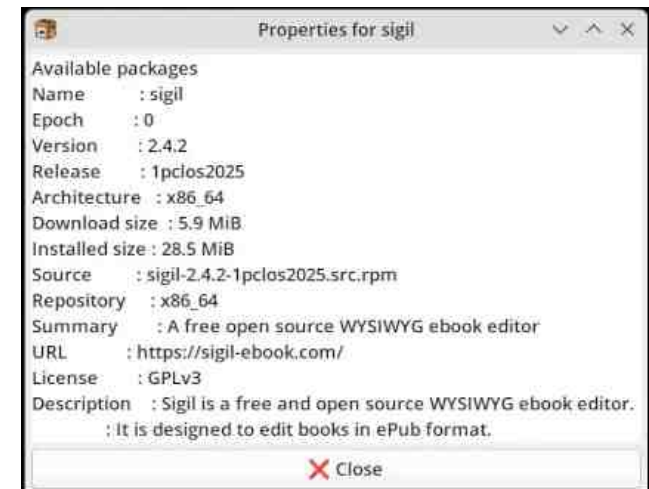 Properties for sigil
Available packages
Name : sigil
Epoch : 0
Version : 2.4.2
Release : 1pclos2025
Architecture : x86_64
Download size : 5.9 MiB
Installed size : 28.5 MiB
Source : sigil-2.4.2-1pclos2025.src.rpm
Repository : x86_64
Summary : A free open source WYSIWYG ebook editor
URL : https://sigil-ebook.com/
License : GPLv3
Description : Sigil is a free and open source WYSIWYG ebook editor.
: It is designed to edit books in ePub format.
Close